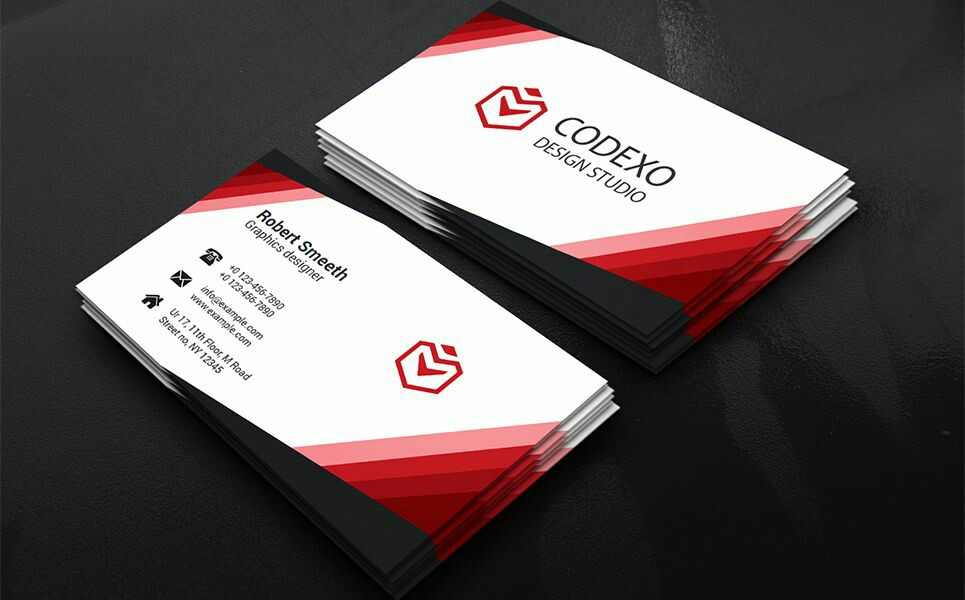 CODEXO
DESIGN STUDIO
Robert Smeeth
Graphics designer
+0 123-456-7890
+0 123-456-7890
info@example.com
www.example.com
Ur 17, 11th Floor, M Road
Street no, NY 12345